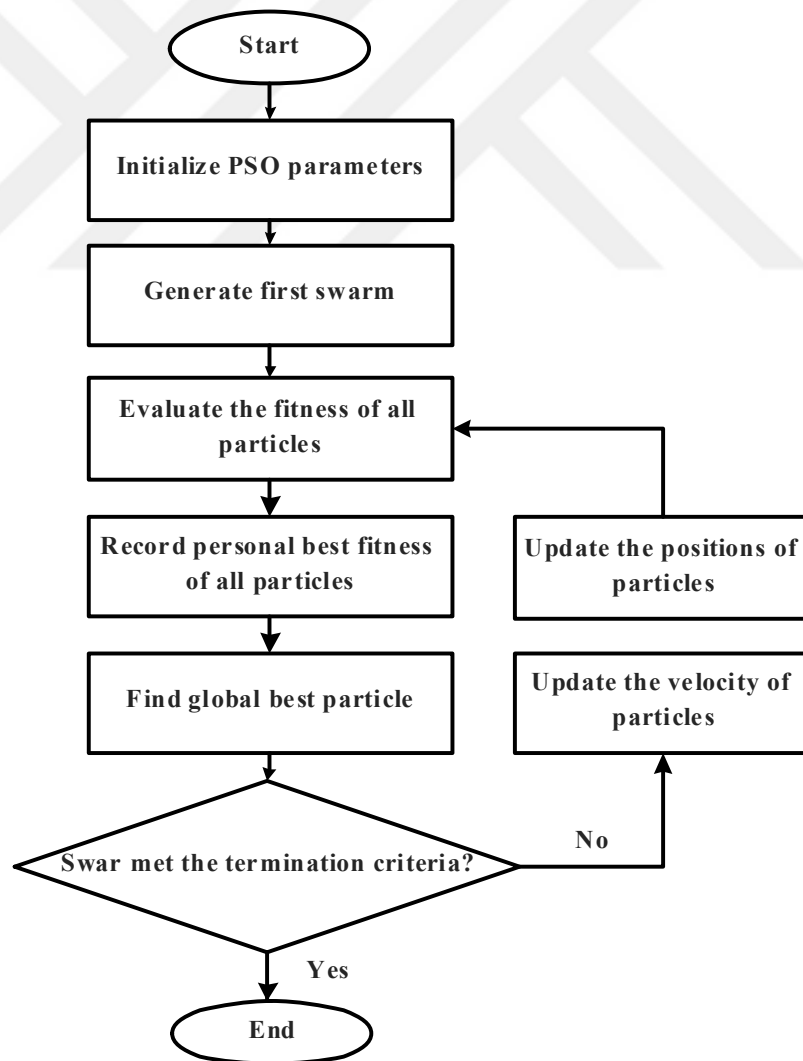 Start
Initialize PSO parameters
Generate first swarm
Evaluate the fitness of all
particles
Record personal best fitness
of all particles
Update the positions of
particles
Find global best particle
Update the velocity of
particles
Swar met the termination criteria?
No
Yes
End